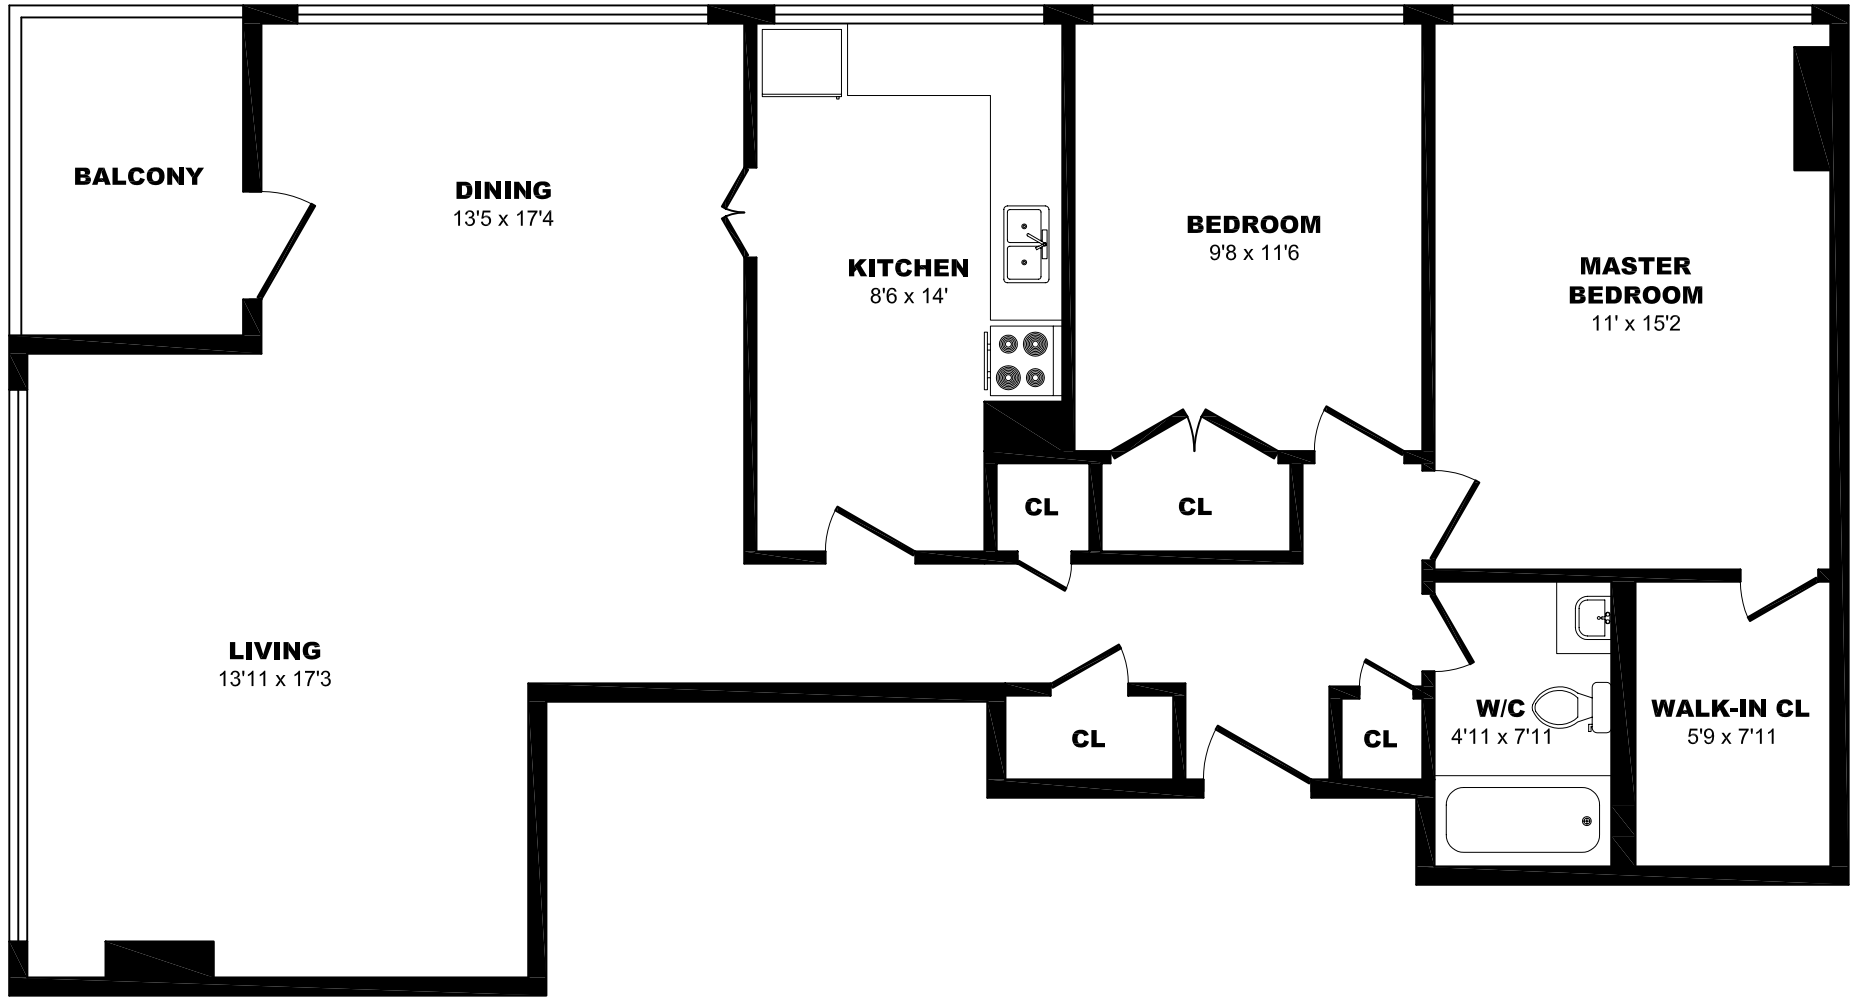 BALCONY
DINING
13'5 x 17'4
KITCHEN
8'6 x 14'
BEDROOM
9'8 x 11'6
MASTER
BEDROOM
11' x 15'2
CL
CL
LIVING
13'11 x 17'3
CL
CL
W/C
4'11 x 7'11
WALK-IN CL
5'9 x 7'11